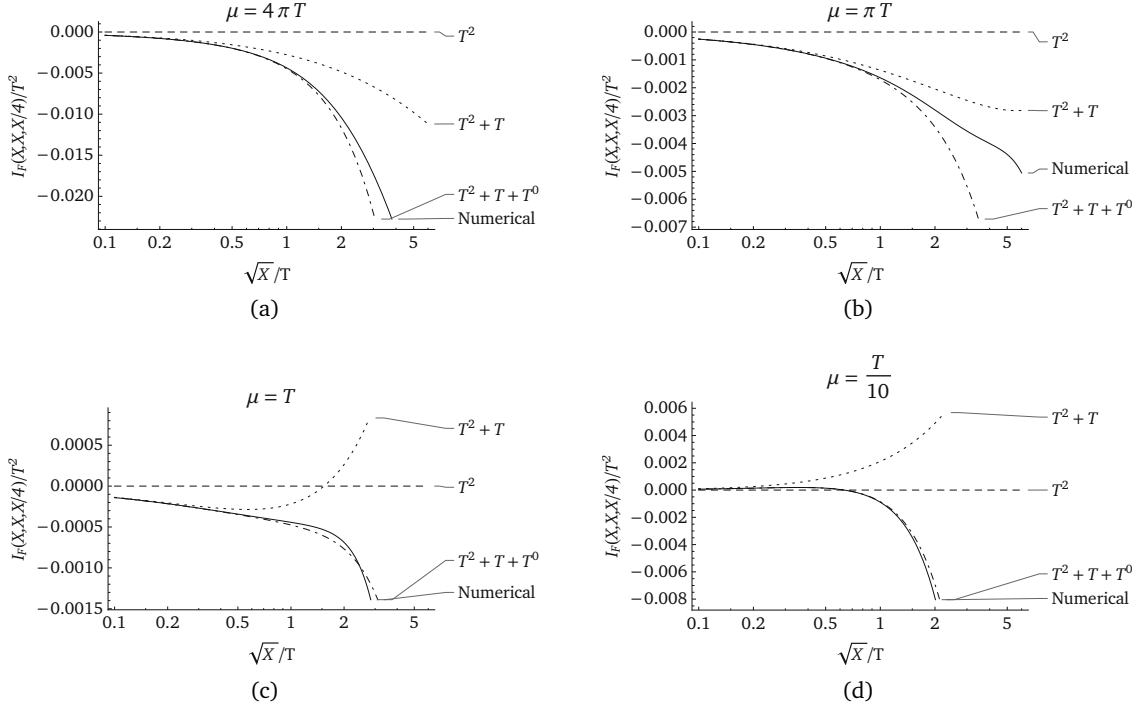 μ = 4 π T
I_F(X,X,X/4)/T²
0.000
−0.005
−0.010
−0.015
−0.020
T²
T² + T
T² + T + T⁰
Numerical
0.1 0.2 0.5 1 2 5
√X/T
(a)
μ = π T
I_F(X,X,X/4)/T²
0.000
−0.001
−0.002
−0.003
−0.004
−0.005
−0.006
−0.007
T²
T² + T
Numerical
T² + T + T⁰
0.1 0.2 0.5 1 2 5
√X/T
(b)
μ = T
I_F(X,X,X/4)/T²
0.0005
0.0000
−0.0005
−0.0010
−0.0015
T² + T
T²
T² + T + T⁰
Numerical
0.1 0.2 0.5 1 2 5
√X/T
(c)
μ = T/10
I_F(X,X,X/4)/T²
0.006
0.004
0.002
0.000
−0.002
−0.004
−0.006
−0.008
T² + T
T²
T² + T + T⁰
Numerical
0.1 0.2 0.5 1 2 5
√X/T
(d)